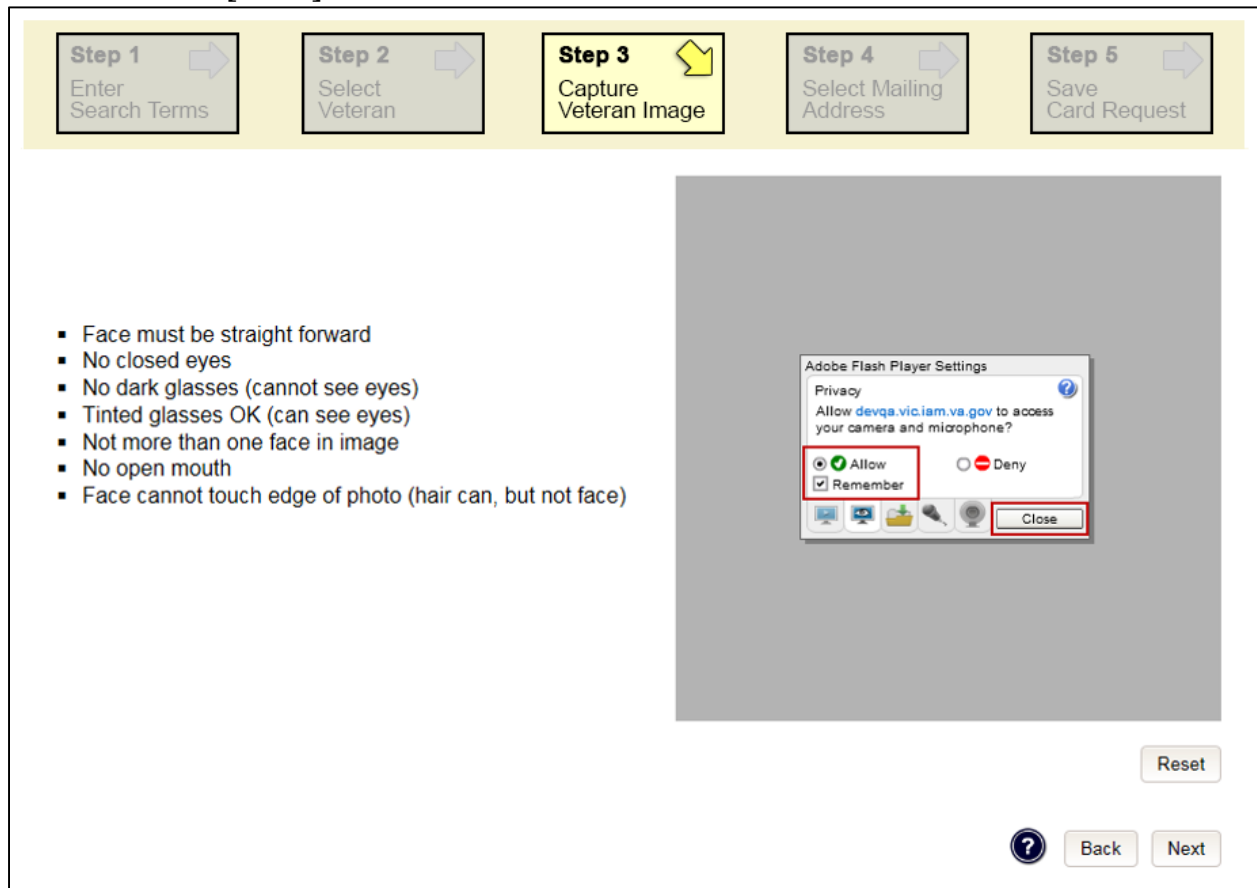 Step 1
Enter
Search Terms
Step 2
Select
Veteran
Step 3
Capture
Veteran Image
Step 4
Select Mailing
Address
Step 5
Save
Card Request
▪ Face must be straight forward
▪ No closed eyes
▪ No dark glasses (cannot see eyes)
▪ Tinted glasses OK (can see eyes)
▪ Not more than one face in image
▪ No open mouth
▪ Face cannot touch edge of photo (hair can, but not face)
Adobe Flash Player Settings
Privacy
?
Allow devqa.vic.iam.va.gov to access
your camera and microphone?
Allow
Deny
Remember
Close
Reset
?
Back
Next